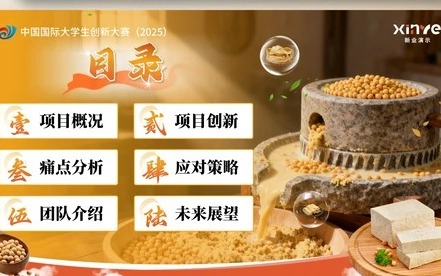 中国国际大学生创新大赛（2025）
XINYE
新业演示
目录
壹 项目概况
贰 项目创新
叁 痛点分析
肆 应对策略
伍 团队介绍
陆 未来展望